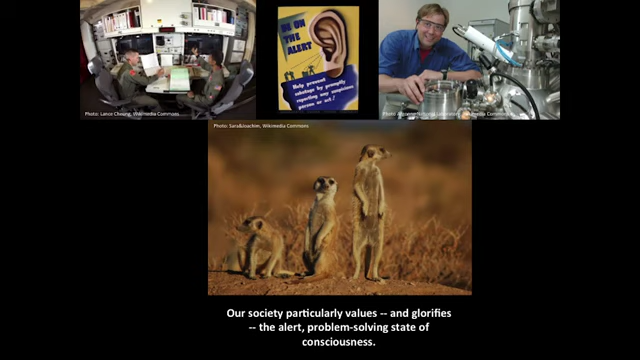 BE ON
THE
ALERT!
Help prevent
sabotage by promptly
reporting any suspicious
person or act!
Photo: Lance Cheung, Wikimedia Commons
Photo: Sara&Joachim, Wikimedia Commons
Our society particularly values -- and glorifies
-- the alert, problem-solving state of
consciousness.